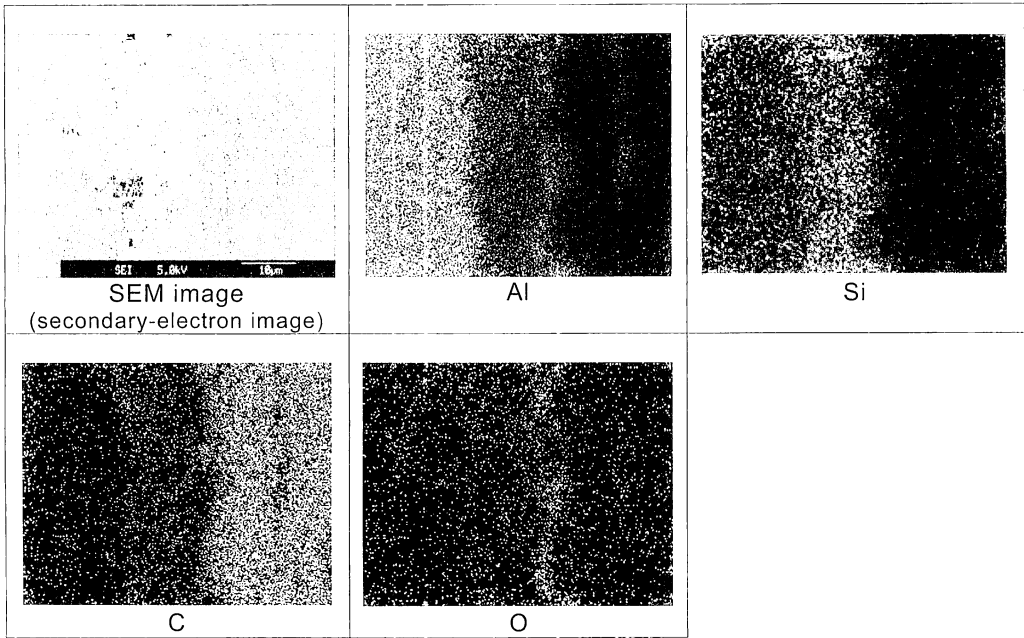 SEI 5.0kV 10μm
SEM image
(secondary-electron image)
Al
Si
C
O